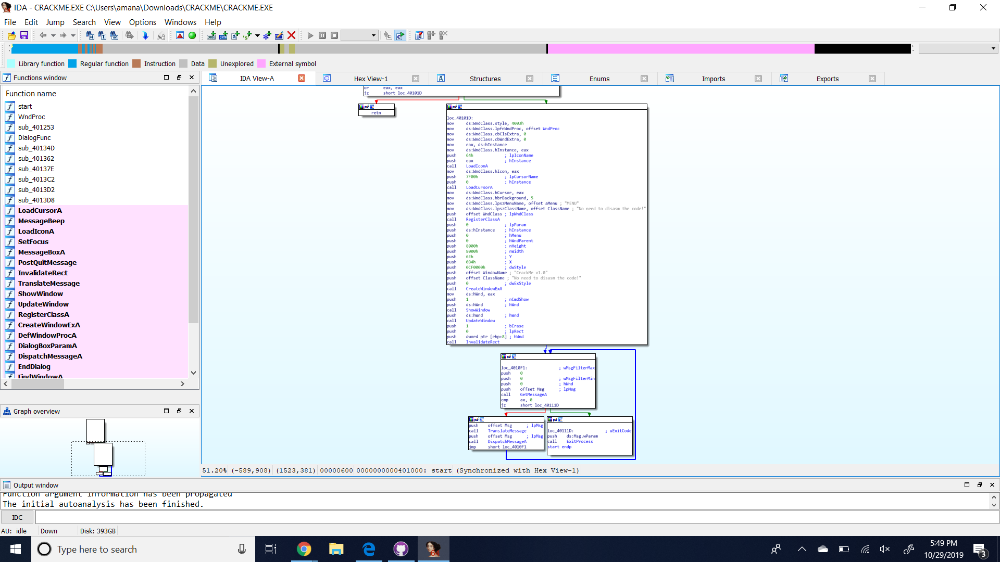 IDA - CRACKME.EXE C:\Users\amana\Downloads\CRACKME\CRACKME.EXE
File Edit Jump Search View Options Windows Help
Library function Regular function Instruction Data Unexplored External symbol
Functions window
IDA View-A Hex View-1 Structures Enums Imports Exports
Function name
start
WndProc
sub_401253
DialogFunc
sub_40134D
sub_401362
sub_40137E
sub_4013C2
sub_4013D2
sub_4013D8
LoadCursorA
MessageBeep
LoadIconA
SetFocus
MessageBoxA
PostQuitMessage
InvalidateRect
TranslateMessage
ShowWindow
UpdateWindow
RegisterClassA
CreateWindowExA
DefWindowProcA
DialogBoxParamA
DispatchMessageA
EndDialog
FindWindowA
Graph overview
or eax, eax
jz short loc_40101D
retn
loc_40101D:
mov ds:WndClass.style, 4003h
mov ds:WndClass.lpfnWndProc, offset WndProc
mov ds:WndClass.cbClsExtra, 0
mov ds:WndClass.cbWndExtra, 0
mov eax, ds:hInstance
mov ds:WndClass.hInstance, eax
push 64h ; lpIconName
push eax ; hInstance
call LoadIconA
mov ds:WndClass.hIcon, eax
push 7F00h ; lpCursorName
push 0 ; hInstance
call LoadCursorA
mov ds:WndClass.hCursor, eax
mov ds:WndClass.hbrBackground, 5
mov ds:WndClass.lpszMenuName, offset aMenu ; "MENU"
mov ds:WndClass.lpszClassName, offset ClassName ; "No need to disasm the code!"
push offset WndClass ; lpWndClass
call RegisterClassA
push 0 ; lpParam
push ds:hInstance ; hInstance
push 0 ; hMenu
push 0 ; hWndParent
push 8000h ; nHeight
push 8000h ; nWidth
push 6Eh ; Y
push 0B4h ; X
push 0CF0000h ; dwStyle
push offset WindowName ; "CrackMe v1.0"
push offset ClassName ; "No need to disasm the code!"
push 0 ; dwExStyle
call CreateWindowExA
mov ds:hWnd, eax
push 1 ; nCmdShow
push ds:hWnd ; hWnd
call ShowWindow
push ds:hWnd ; hWnd
call UpdateWindow
push 1 ; bErase
push 0 ; lpRect
push dword ptr [ebp+8] ; hWnd
call InvalidateRect
loc_4010F1: ; wMsgFilterMax
push 0
push 0 ; wMsgFilterMin
push 0 ; hWnd
push offset Msg ; lpMsg
call GetMessageA
cmp ax, 0
jz short loc_40111D
push offset Msg ; lpMsg
call TranslateMessage
push offset Msg ; lpMsg
call DispatchMessageA
jmp short loc_4010F1
loc_40111D: ; uExitCode
push ds:Msg.wParam
call ExitProcess
start endp
51.20% (-589,908) (1523,381) 00000600 0000000000401000: start (Synchronized with Hex View-1)
Output window
Function argument information has been propagated
The initial autoanalysis has been finished.
IDC
AU: idle Down Disk: 393GB
Type here to search
5:49 PM
10/29/2019
3